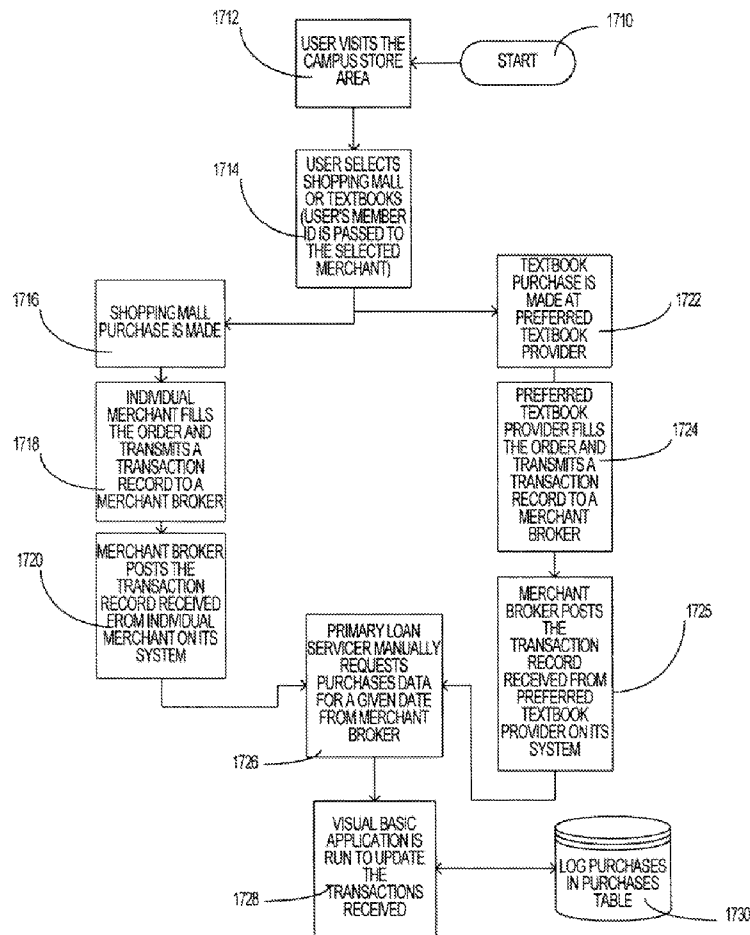 1712
USER VISITS THE
CAMPUS STORE
AREA
1710
START
1714
USER SELECTS
SHOPPING MALL
OR TEXTBOOKS
(USER'S MEMBER
ID IS PASSED TO
THE SELECTED
MERCHANT)
1716
SHOPPING MALL
PURCHASE IS MADE
TEXTBOOK
PURCHASE IS
MADE AT
PREFERRED
TEXTBOOK
PROVIDER
1722
1718
INDIVIDUAL
MERCHANT FILLS
THE ORDER AND
TRANSMITS A
TRANSACTION
RECORD TO A
MERCHANT BROKER
PREFERRED
TEXTBOOK
PROVIDER FILLS
THE ORDER AND
TRANSMITS A
TRANSACTION
RECORD TO A
MERCHANT
BROKER
1724
1720
MERCHANT BROKER
POSTS THE
TRANSACTION
RECORD RECEIVED
FROM INDIVIDUAL
MERCHANT ON ITS
SYSTEM
MERCHANT
BROKER POSTS
THE
TRANSACTION
RECORD
RECEIVED FROM
PREFERRED
TEXTBOOK
PROVIDER ON ITS
SYSTEM
1725
PRIMARY LOAN
SERVICER MANUALLY
REQUESTS
PURCHASES DATA
FOR A GIVEN DATE
FROM MERCHANT
BROKER
1726
VISUAL BASIC
APPLICATION IS
RUN TO UPDATE
THE
TRANSACTIONS
RECEIVED
1728
LOG PURCHASES
IN PURCHASES
TABLE
1730